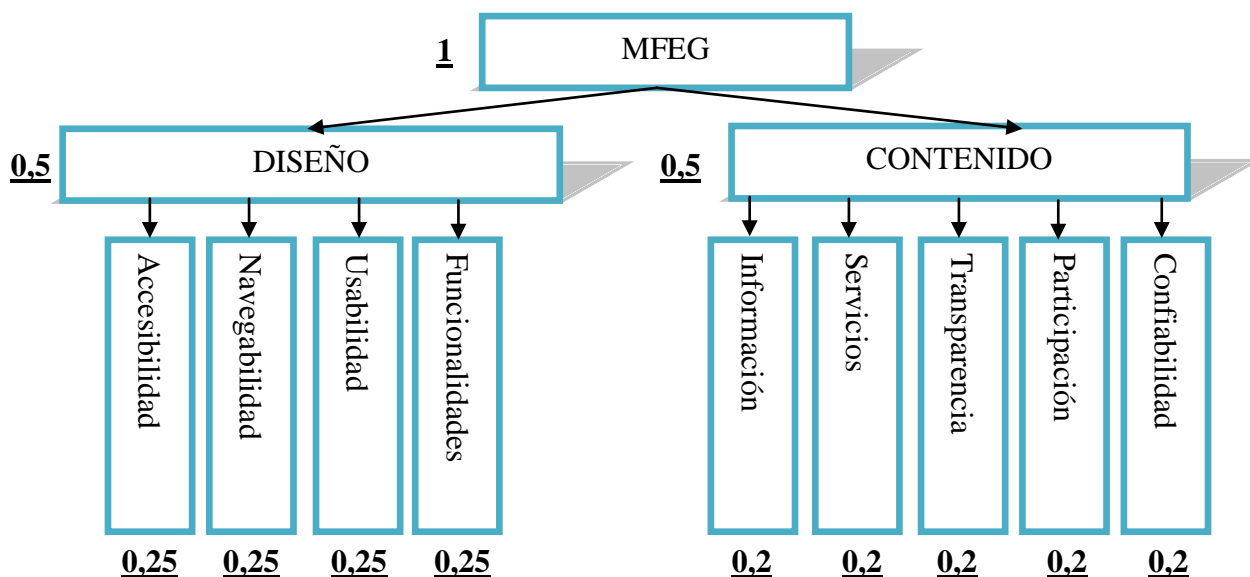 1
MFEG
0,5
DISEÑO
0,5
CONTENIDO
Accesibilidad
Navegabilidad
Usabilidad
Funcionalidades
Información
Servicios
Transparencia
Participación
Confiabilidad
0,25
0,25
0,25
0,25
0,2
0,2
0,2
0,2
0,2